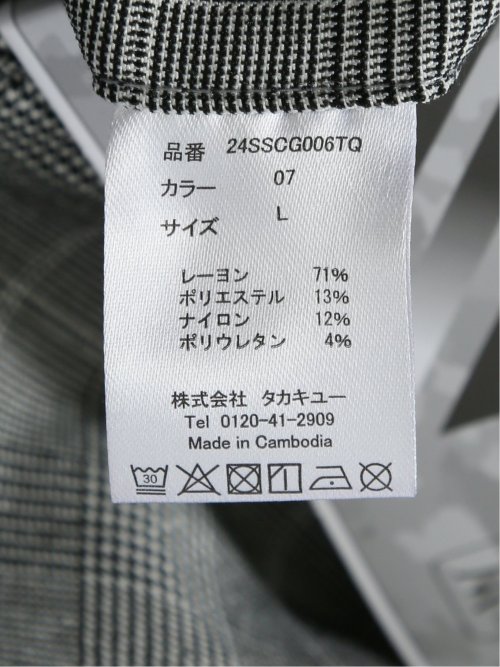 品番 24SSCG006TQ
カラー 07
サイズ L
レーヨン 71%
ポリエステル 13%
ナイロン 12%
ポリウレタン 4%
株式会社 タカキュー
Tel 0120-41-2909
Made in Cambodia
30